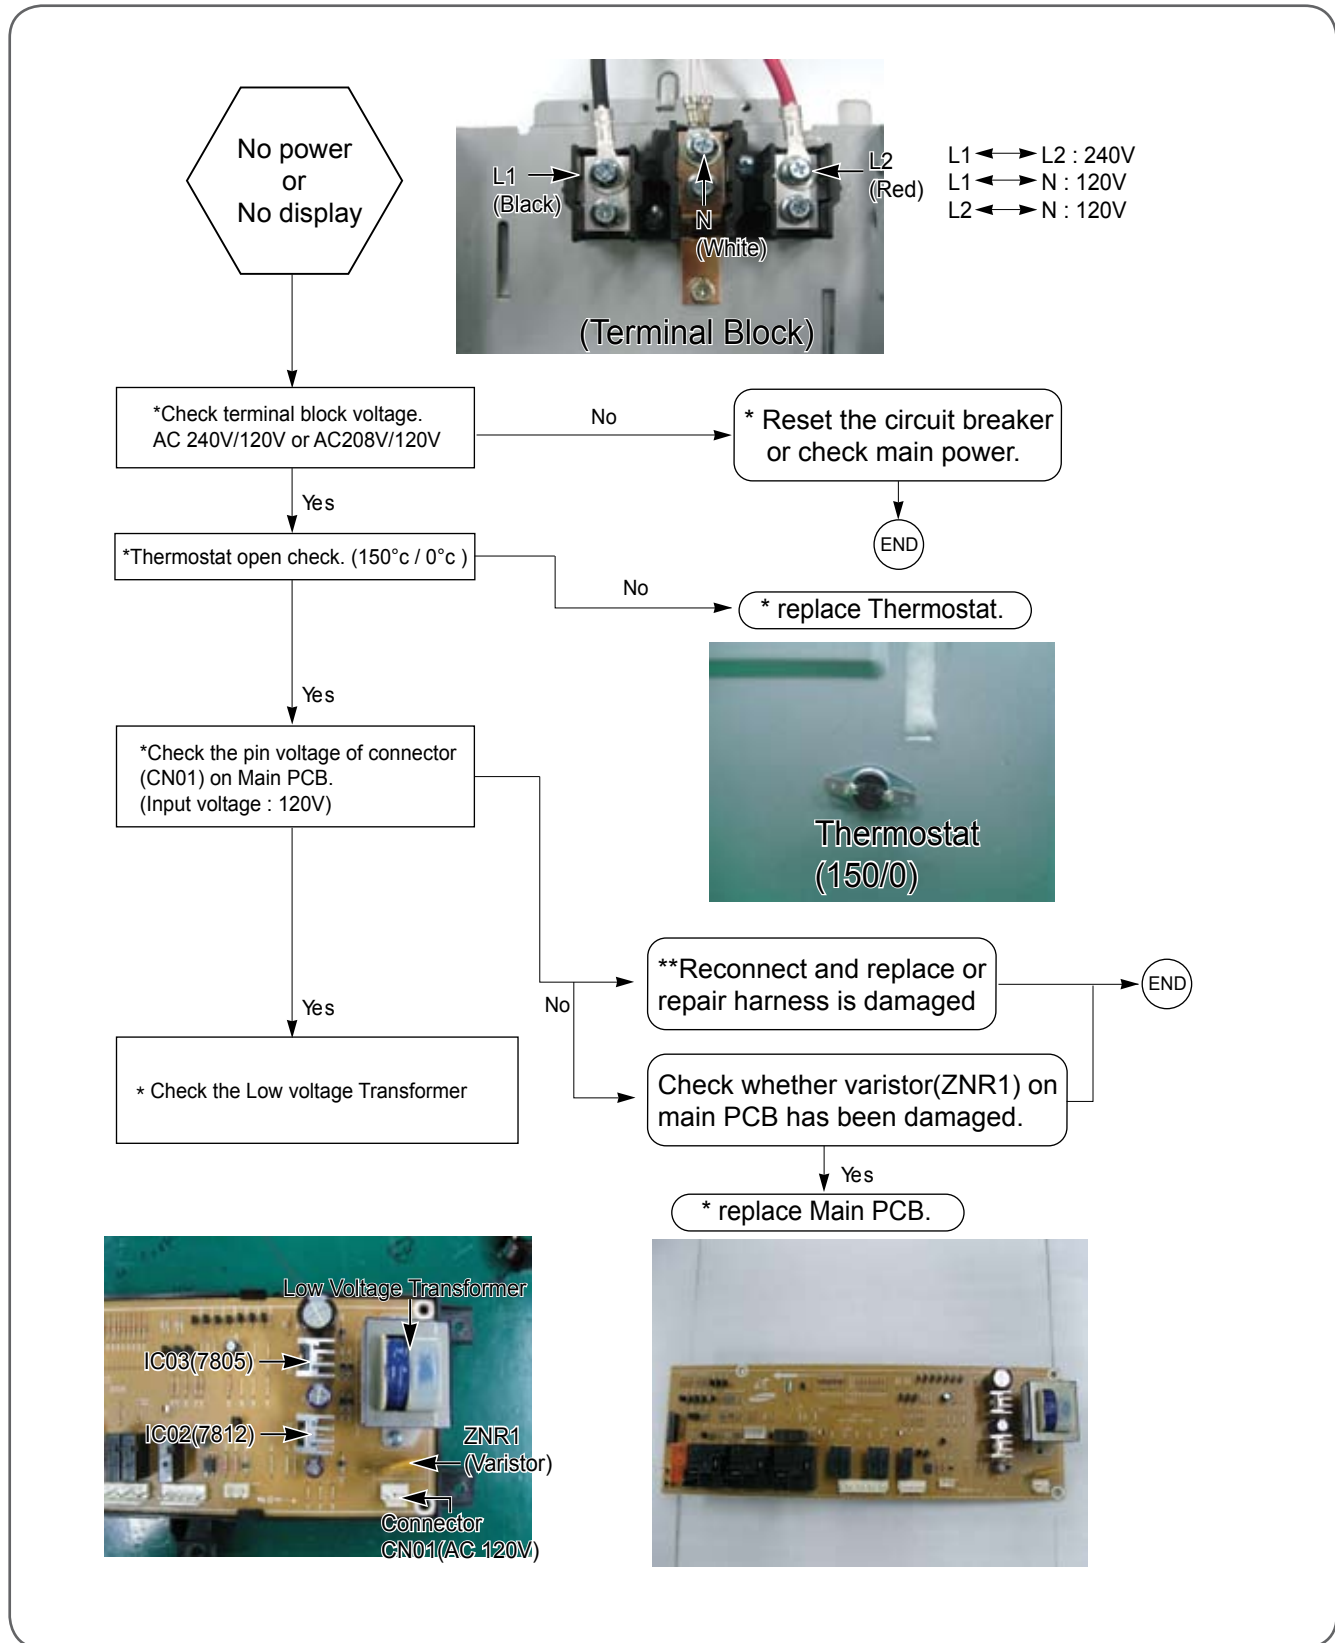 No power
or
No display
L1
(Black)
N
(White)
L2
(Red)
(Terminal Block)
L1 ◄──► L2 : 240V
L1 ◄──► N : 120V
L2 ◄──► N : 120V
*Check terminal block voltage.
AC 240V/120V or AC208V/120V
No
* Reset the circuit breaker
or check main power.
END
Yes
*Thermostat open check. (150°c / 0°c )
No
* replace Thermostat.
Thermostat
(150/0)
Yes
*Check the pin voltage of connector
(CN01) on Main PCB.
(Input voltage : 120V)
No
**Reconnect and replace or
repair harness is damaged
END
Check whether varistor(ZNR1) on
main PCB has been damaged.
Yes
* replace Main PCB.
Yes
* Check the Low voltage Transformer
Low Voltage Transformer
IC03(7805)
IC02(7812)
ZNR1
(Varistor)
Connector
CN01(AC 120V)